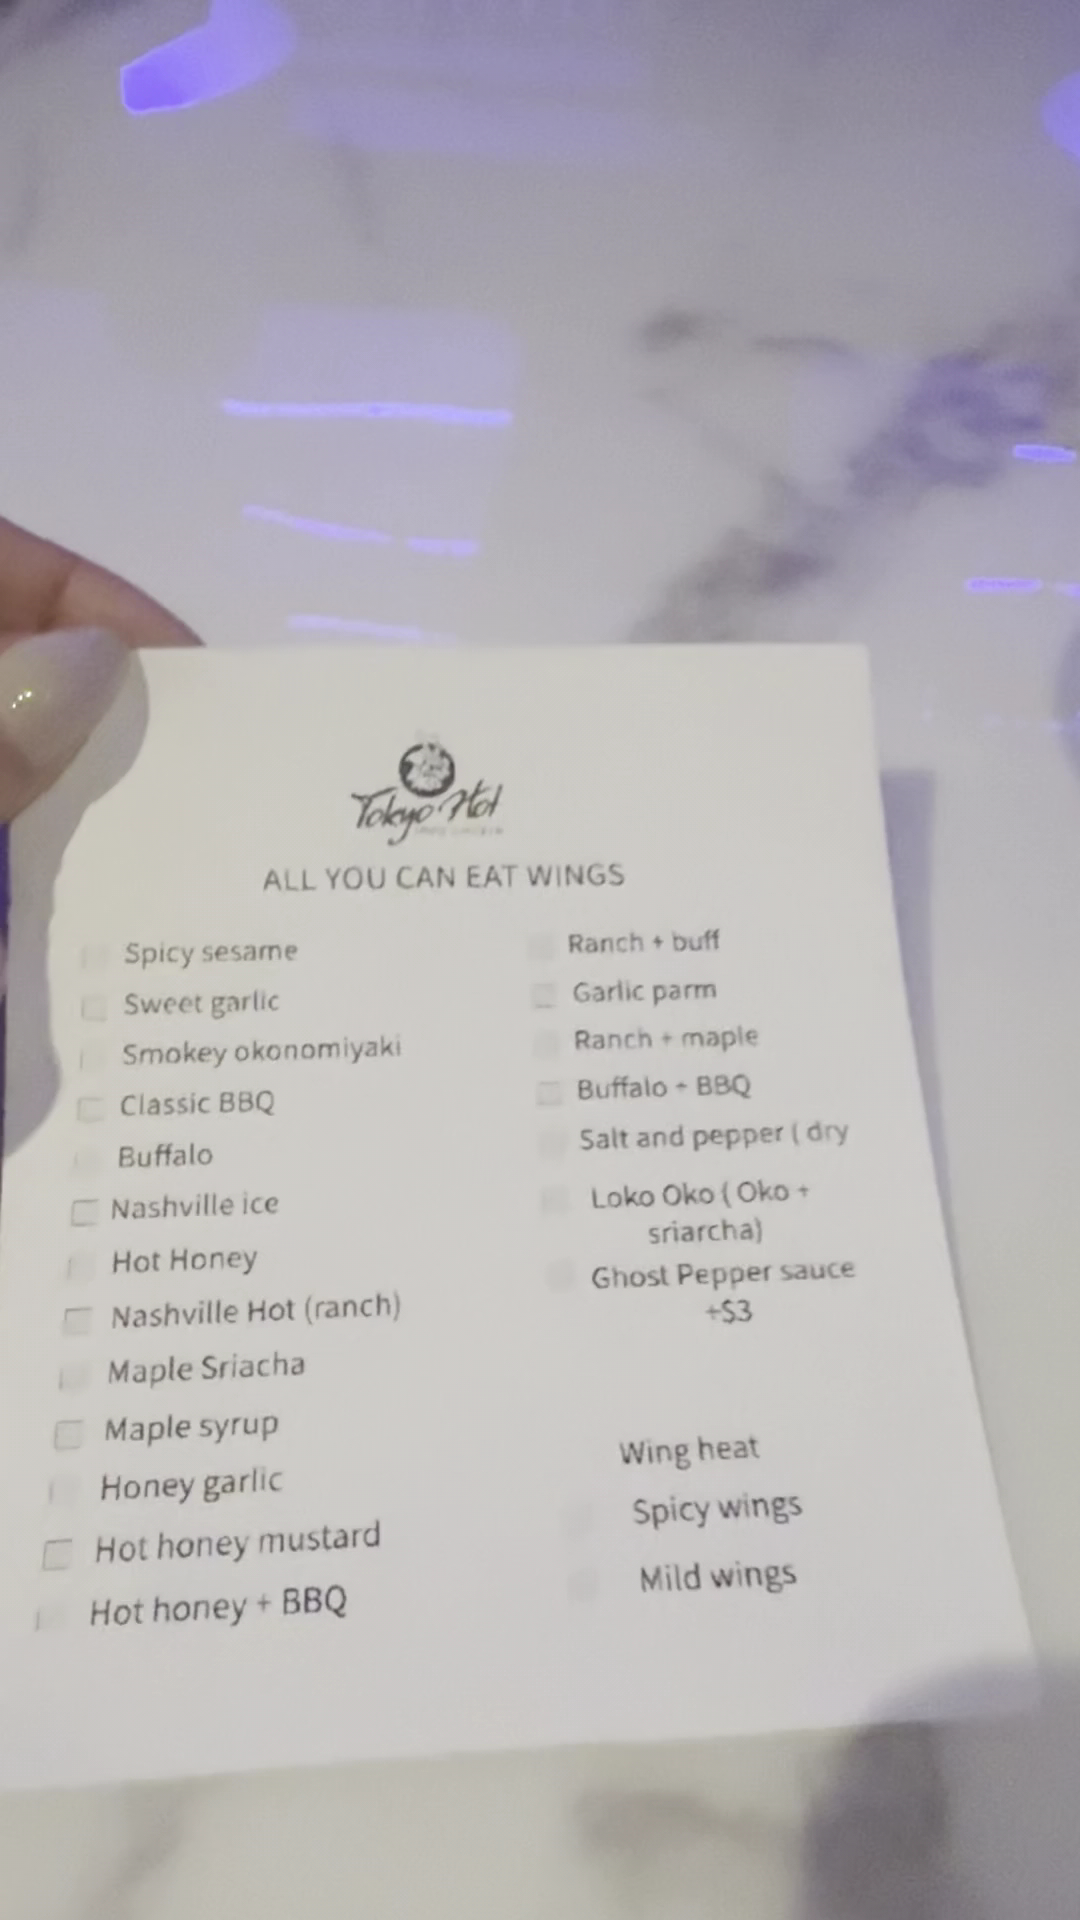 Tokyo Hot
ALL YOU CAN EAT WINGS
Spicy sesame
Sweet garlic
Smokey okonomiyaki
Classic BBQ
Buffalo
Nashville ice
Hot Honey
Nashville Hot (ranch)
Maple Sriacha
Maple syrup
Honey garlic
Hot honey mustard
Hot honey + BBQ
Ranch + buff
Garlic parm
Ranch + maple
Buffalo + BBQ
Salt and pepper ( dry
Loko Oko ( Oko +
sriarcha)
Ghost Pepper sauce
+$3
Wing heat
Spicy wings
Mild wings